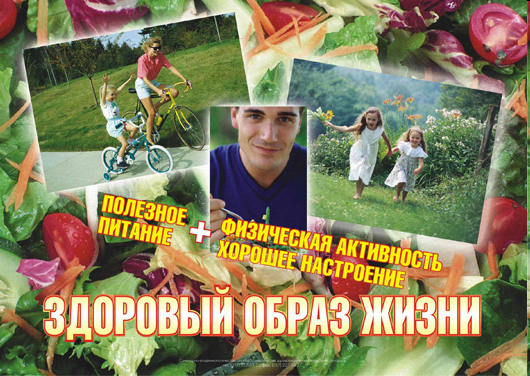 ПОЛЕЗНОЕ
ПИТАНИЕ
+
ФИЗИЧЕСКАЯ АКТИВНОСТЬ
ХОРОШЕЕ НАСТРОЕНИЕ
ЗДОРОВЫЙ ОБРАЗ ЖИЗНИ